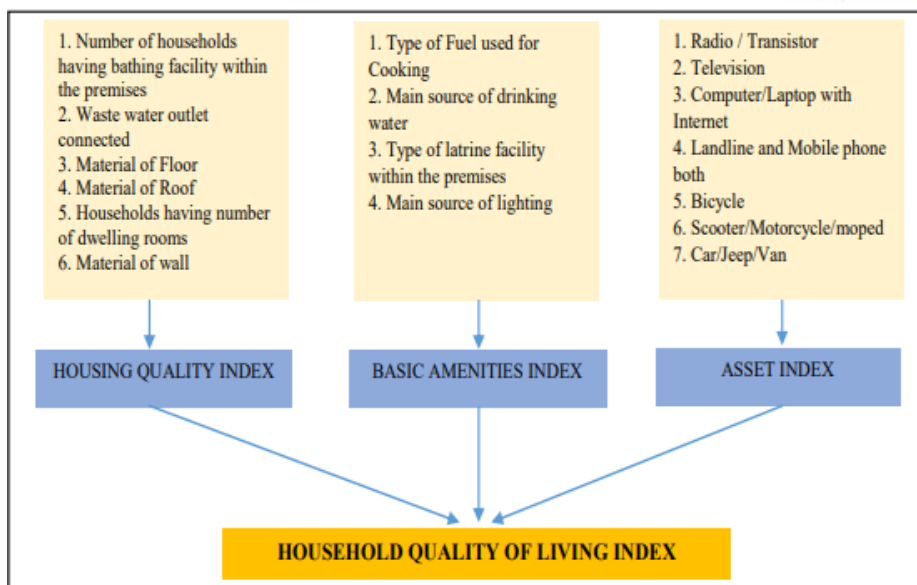 1. Number of households
having bathing facility within
the premises
2. Waste water outlet
connected
3. Material of Floor
4. Material of Roof
5. Households having number
of dwelling rooms
6. Material of wall
1. Type of Fuel used for
Cooking
2. Main source of drinking
water
3. Type of latrine facility
within the premises
4. Main source of lighting
1. Radio / Transistor
2. Television
3. Computer/Laptop with
Internet
4. Landline and Mobile phone
both
5. Bicycle
6. Scooter/Motorcycle/moped
7. Car/Jeep/Van
HOUSING QUALITY INDEX
BASIC AMENITIES INDEX
ASSET INDEX
HOUSEHOLD QUALITY OF LIVING INDEX